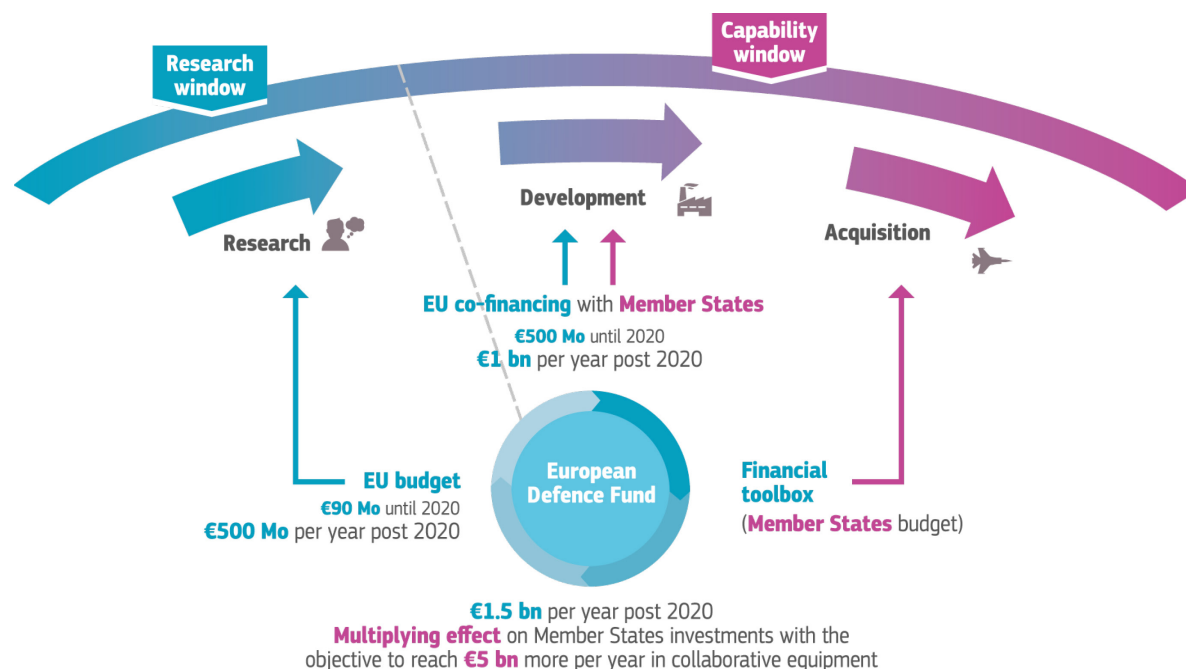 Research
window
Capability
window
Research
Development
Acquisition
EU co-financing with Member States
€500 Mo until 2020
€1 bn per year post 2020
EU budget
€90 Mo until 2020
€500 Mo per year post 2020
European
Defence Fund
Financial
toolbox
(Member States budget)
€1.5 bn per year post 2020
Multiplying effect on Member States investments with the
objective to reach €5 bn more per year in collaborative equipment